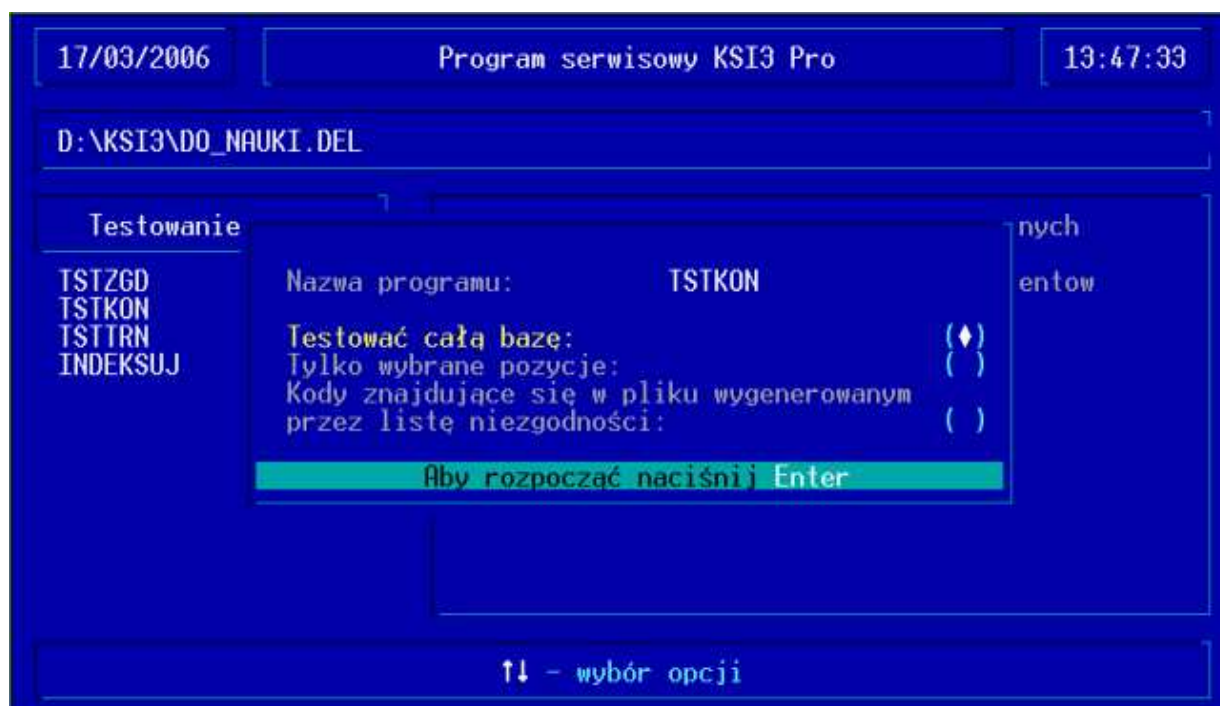 17/03/2006
Program serwisowy KSI3 Pro
13:47:33
D:\KSI3\DO_NAUKI.DEL
Testowanie
nych
TSTZGD
TSTKON
TSTTRN
INDEKSUJ
entow
Nazwa programu: TSTKON
Testować całą bazę: (♦)
Tylko wybrane pozycje: ( )
Kody znajdujące się w pliku wygenerowanym
przez listę niezgodności: ( )
Aby rozpocząć naciśnij Enter
↑↓ - wybór opcji